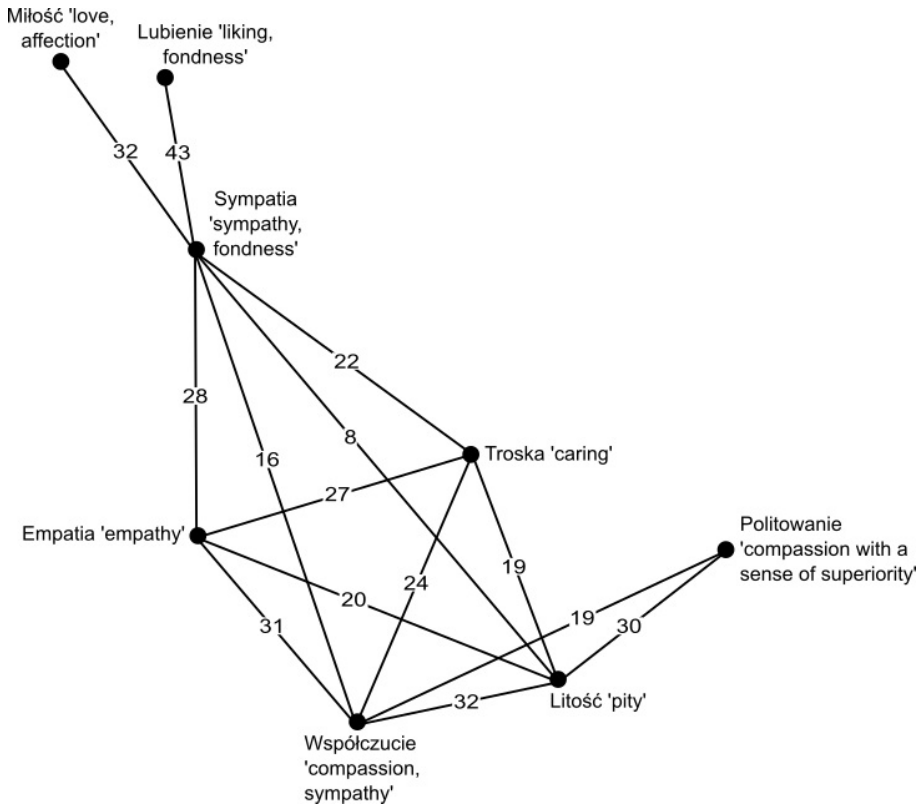 Miłość 'love,
affection'
Lubienie 'liking,
fondness'
32
43
Sympatia
'sympathy,
fondness'
22
28
8
16
Troska 'caring'
27
Empatia 'empathy'
Politowanie
'compassion with a
sense of superiority'
19
24
20
19
31
30
32
Litość 'pity'
Współczucie
'compassion,
sympathy'